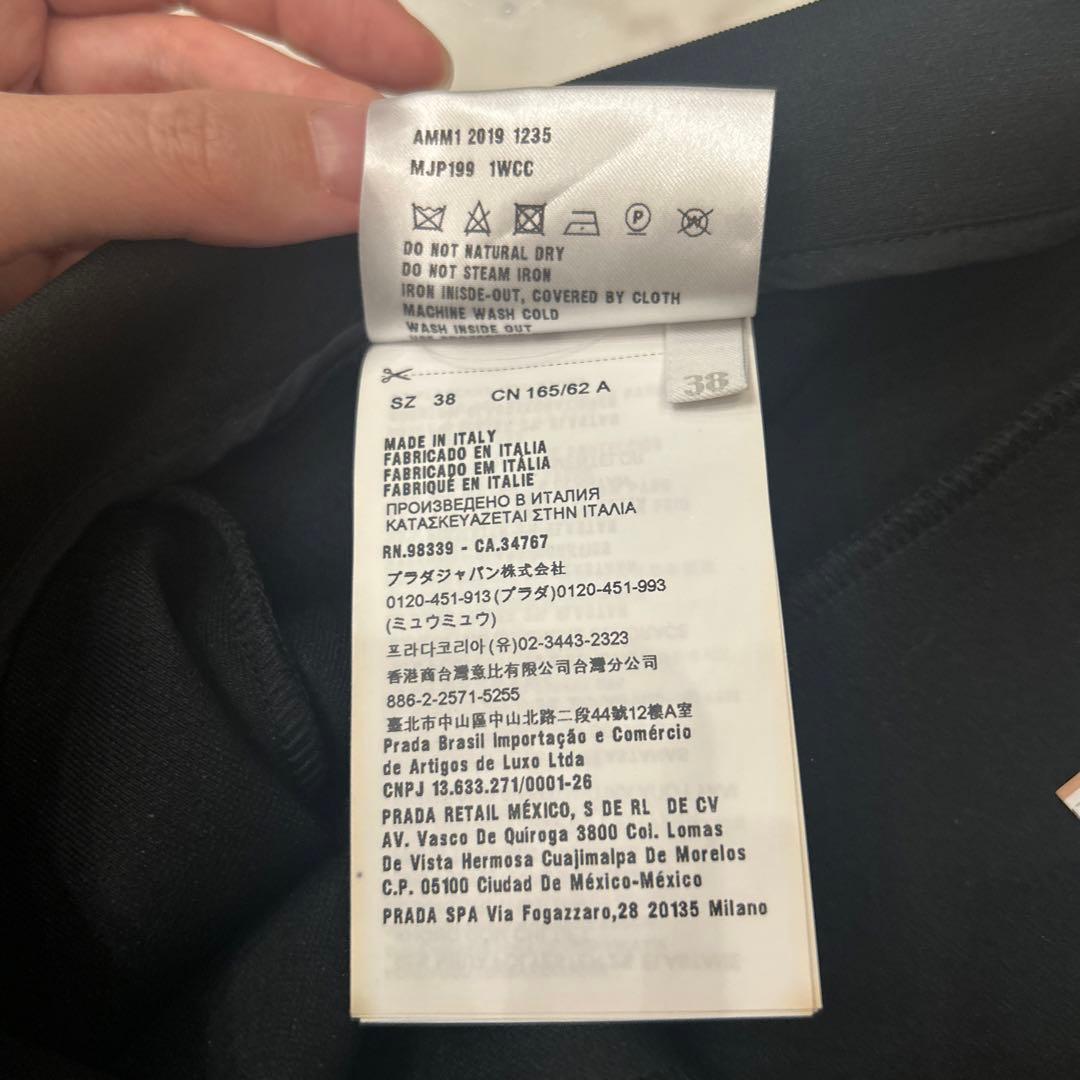 AMM1 2019 1235
MJP199 1WCC
P
W
DO NOT NATURAL DRY
DO NOT STEAM IRON
IRON INISDE-OUT, COVERED BY CLOTH
MACHINE WASH COLD
WASH INSIDE OUT
38
SZ 38 CN 165/62 A
MADE IN ITALY
FABRICADO EN ITALIA
FABRICADO EM ITÁLIA
FABRIQUÉ EN ITALIE
ПРОИЗВЕДЕНО В ИТАЛИЯ
ΚΑΤΑΣΚΕΥΑΖΕΤΑΙ ΣΤΗΝ ΙΤΑΛΙΑ
RN.98339 - CA.34767
プラダジャパン株式会社
0120-451-913(プラダ)0120-451-993
(ミュウミュウ)
프라다코리아(유)02-3443-2323
香港商台灣意比有限公司台灣分公司
886-2-2571-5255
臺北市中山區中山北路二段44號12樓A室
Prada Brasil Importação e Comércio
de Artigos de Luxo Ltda
CNPJ 13.633.271/0001-26
PRADA RETAIL MÉXICO, S DE RL DE CV
AV. Vasco De Quiroga 3800 Col. Lomas
De Vista Hermosa Cuajimalpa De Morelos
C.P. 05100 Ciudad De México-México
PRADA SPA Via Fogazzaro,28 20135 Milano